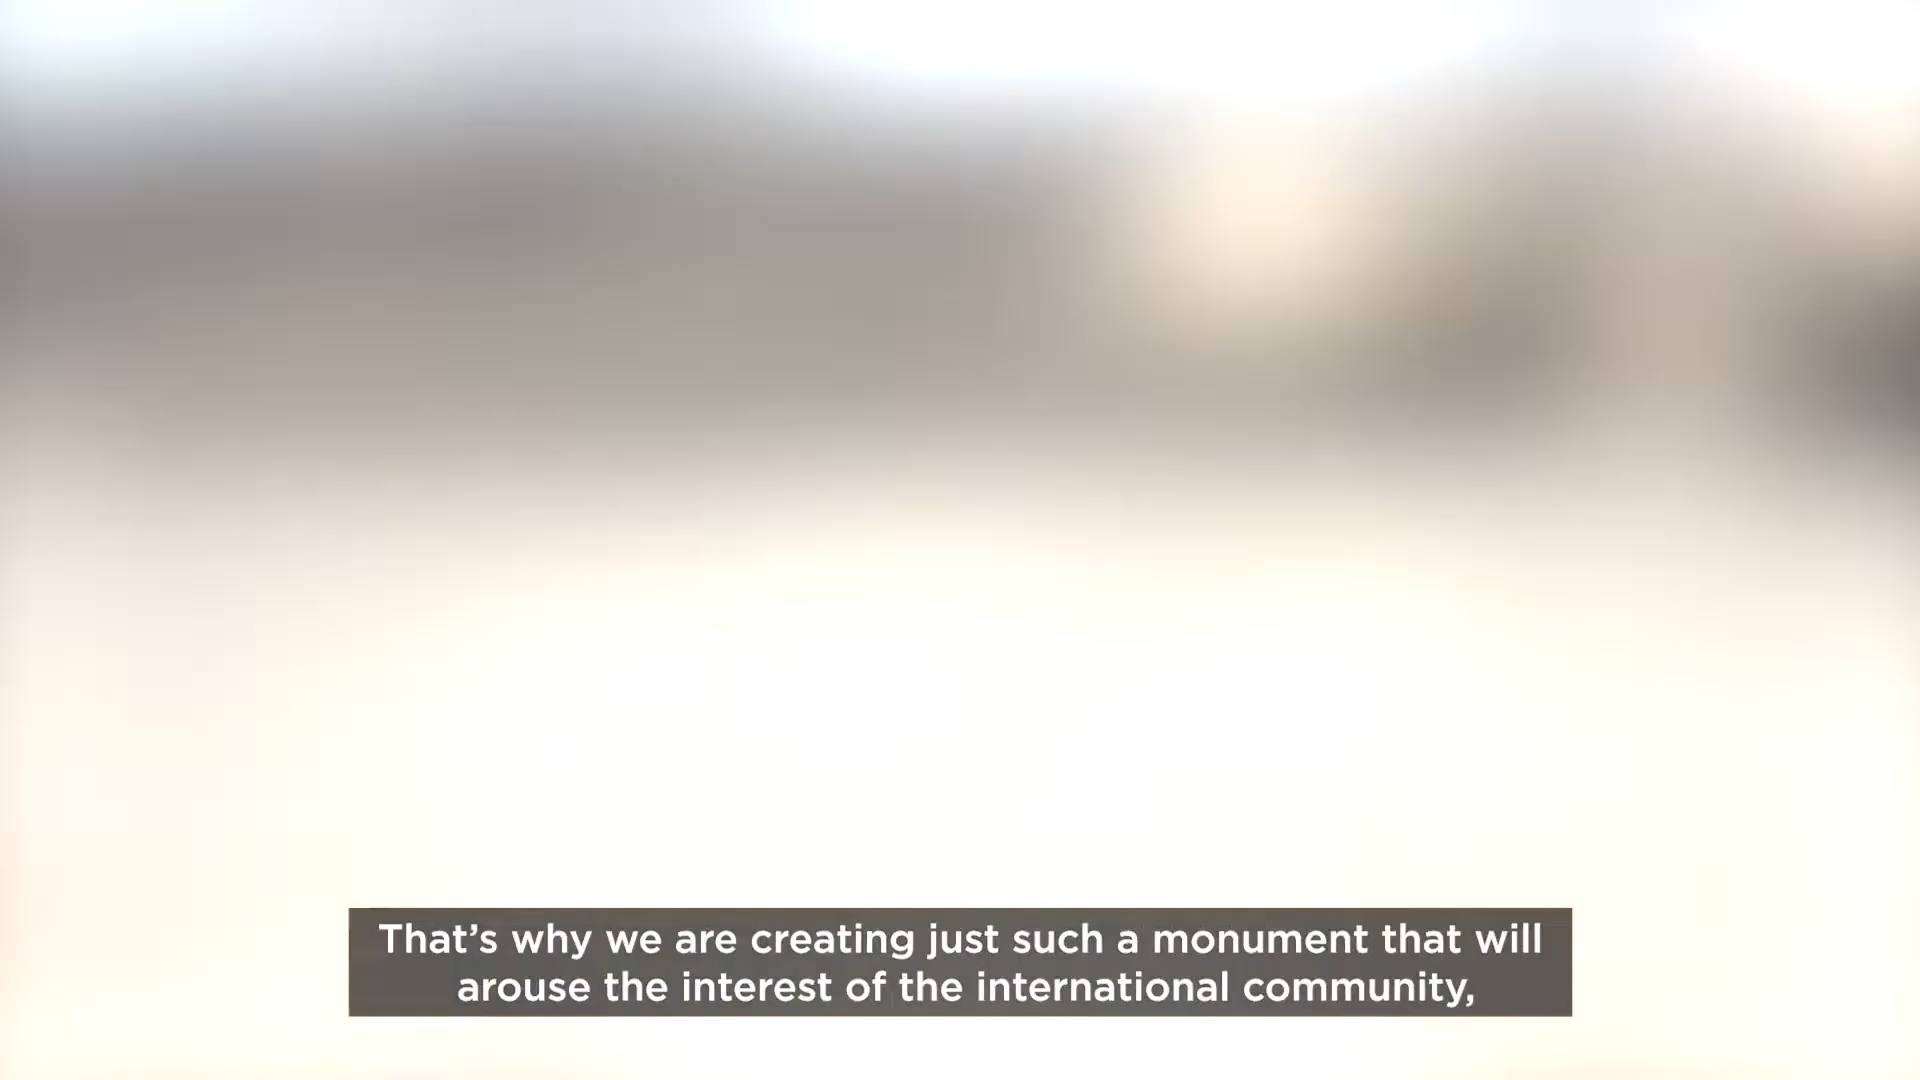 That’s why we are creating just such a monument that will
arouse the interest of the international community,